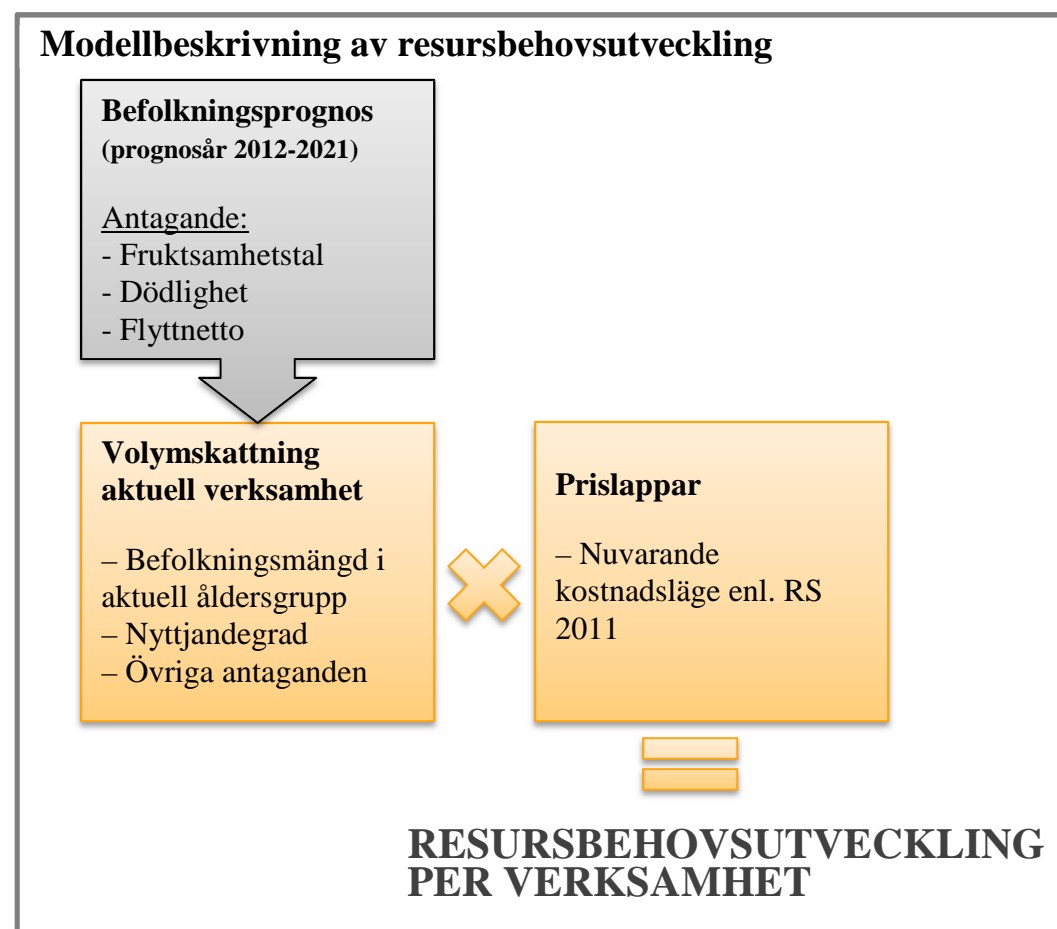 Modellbeskrivning av resursbehovsutveckling
Befolkningsprognos
(prognosår 2012-2021)
Antagande:
- Fruktsamhetstal
- Dödlighet
- Flyttnetto
Volymskattning
aktuell verksamhet
– Befolkningsmängd i
aktuell åldersgrupp
– Nyttjandegrad
– Övriga antaganden
Prislappar
– Nuvarande
kostnadsläge enl. RS
2011
RESURSBEHOVSUTVECKLING
PER VERKSAMHET